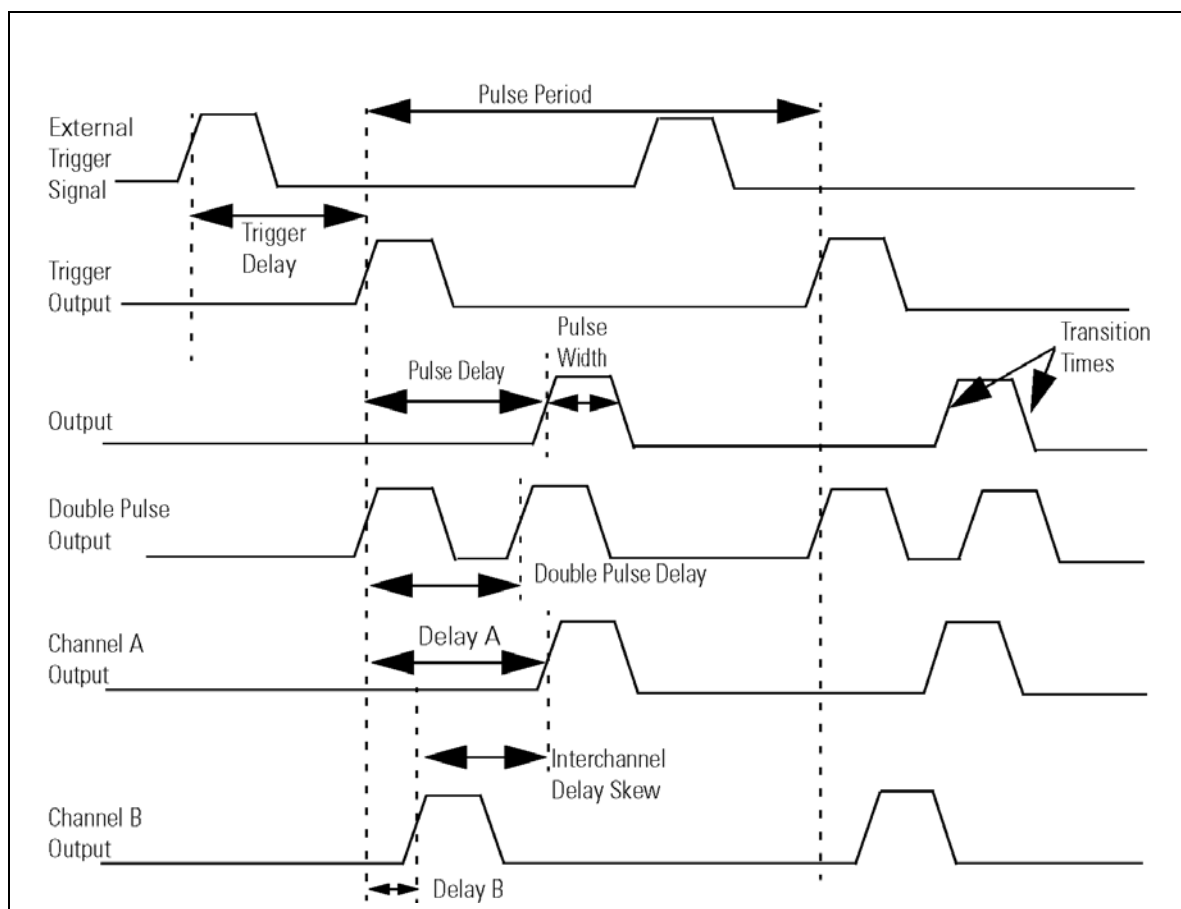 Pulse Period
External
Trigger
Signal
Trigger
Delay
Trigger
Output
Pulse
Width
Transition
Times
Pulse Delay
Output
Double Pulse
Output
Double Pulse Delay
Channel A
Output
Delay A
Interchannel
Delay Skew
Channel B
Output
Delay B